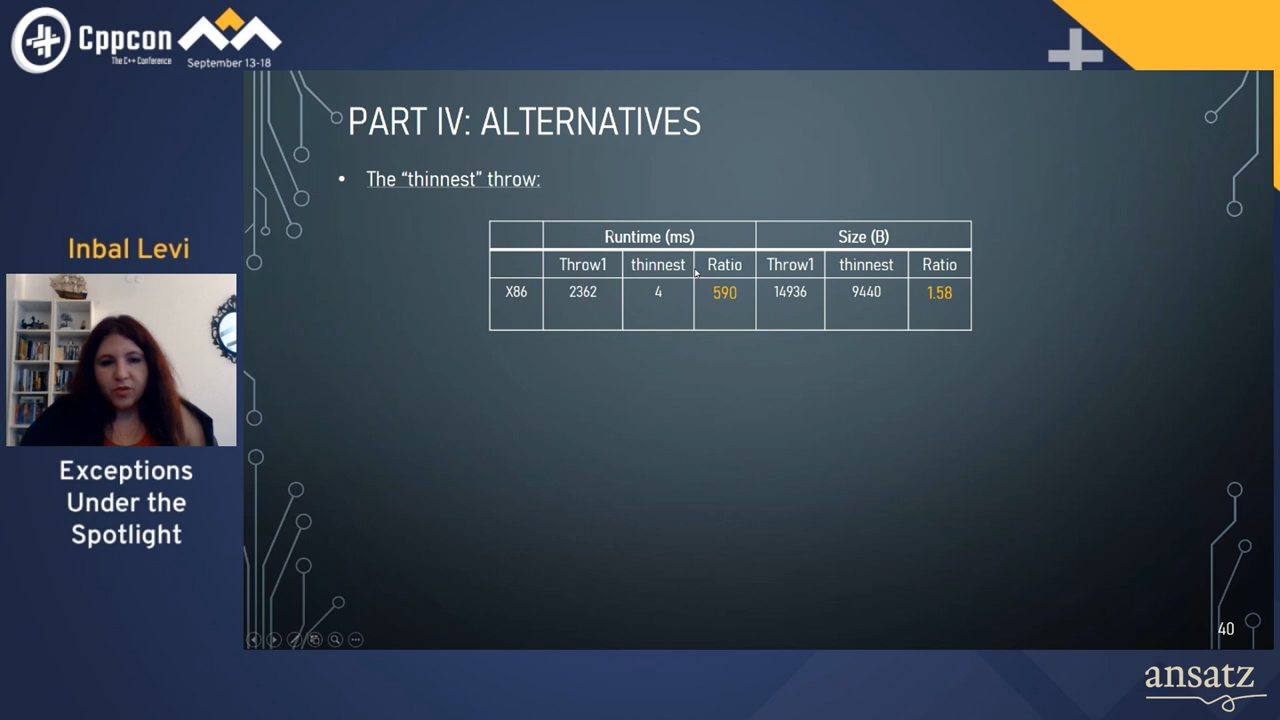 Cppcon
The C++ Conference
September 13-18
PART IV: ALTERNATIVES
• The “thinnest” throw:
Runtime (ms) Size (B)
Throw1 thinnest Ratio Throw1 thinnest Ratio
X86 2362 4 590 14936 9440 1.58
Inbal Levi
Exceptions
Under the
Spotlight
40
ansatz